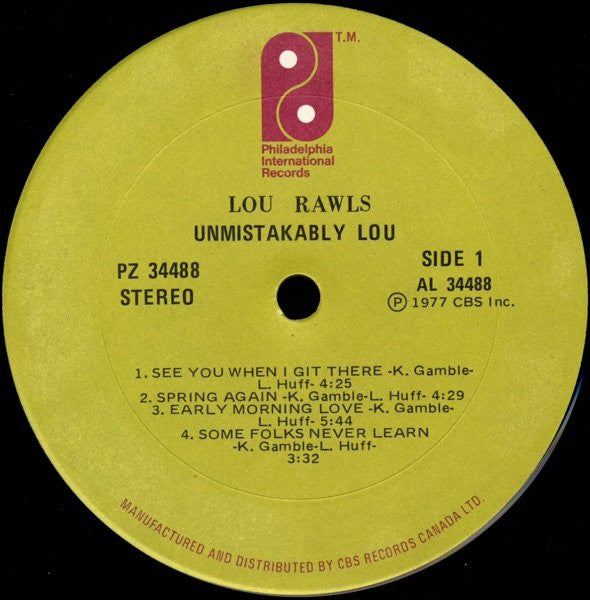 T.M.
Philadelphia
International
Records
LOU RAWLS
UNMISTAKABLY LOU
PZ 34488
STEREO
SIDE 1
AL 34488
Ⓟ 1977 CBS Inc.
1. SEE YOU WHEN I GIT THERE -K. Gamble-
L. Huff- 4:25
2. SPRING AGAIN -K. Gamble-L. Huff- 4:29
3. EARLY MORNING LOVE -K. Gamble-
L. Huff- 5:44
4. SOME FOLKS NEVER LEARN
-K. Gamble-L. Huff-
3:32
MANUFACTURED AND DISTRIBUTED BY CBS RECORDS CANADA LTD.